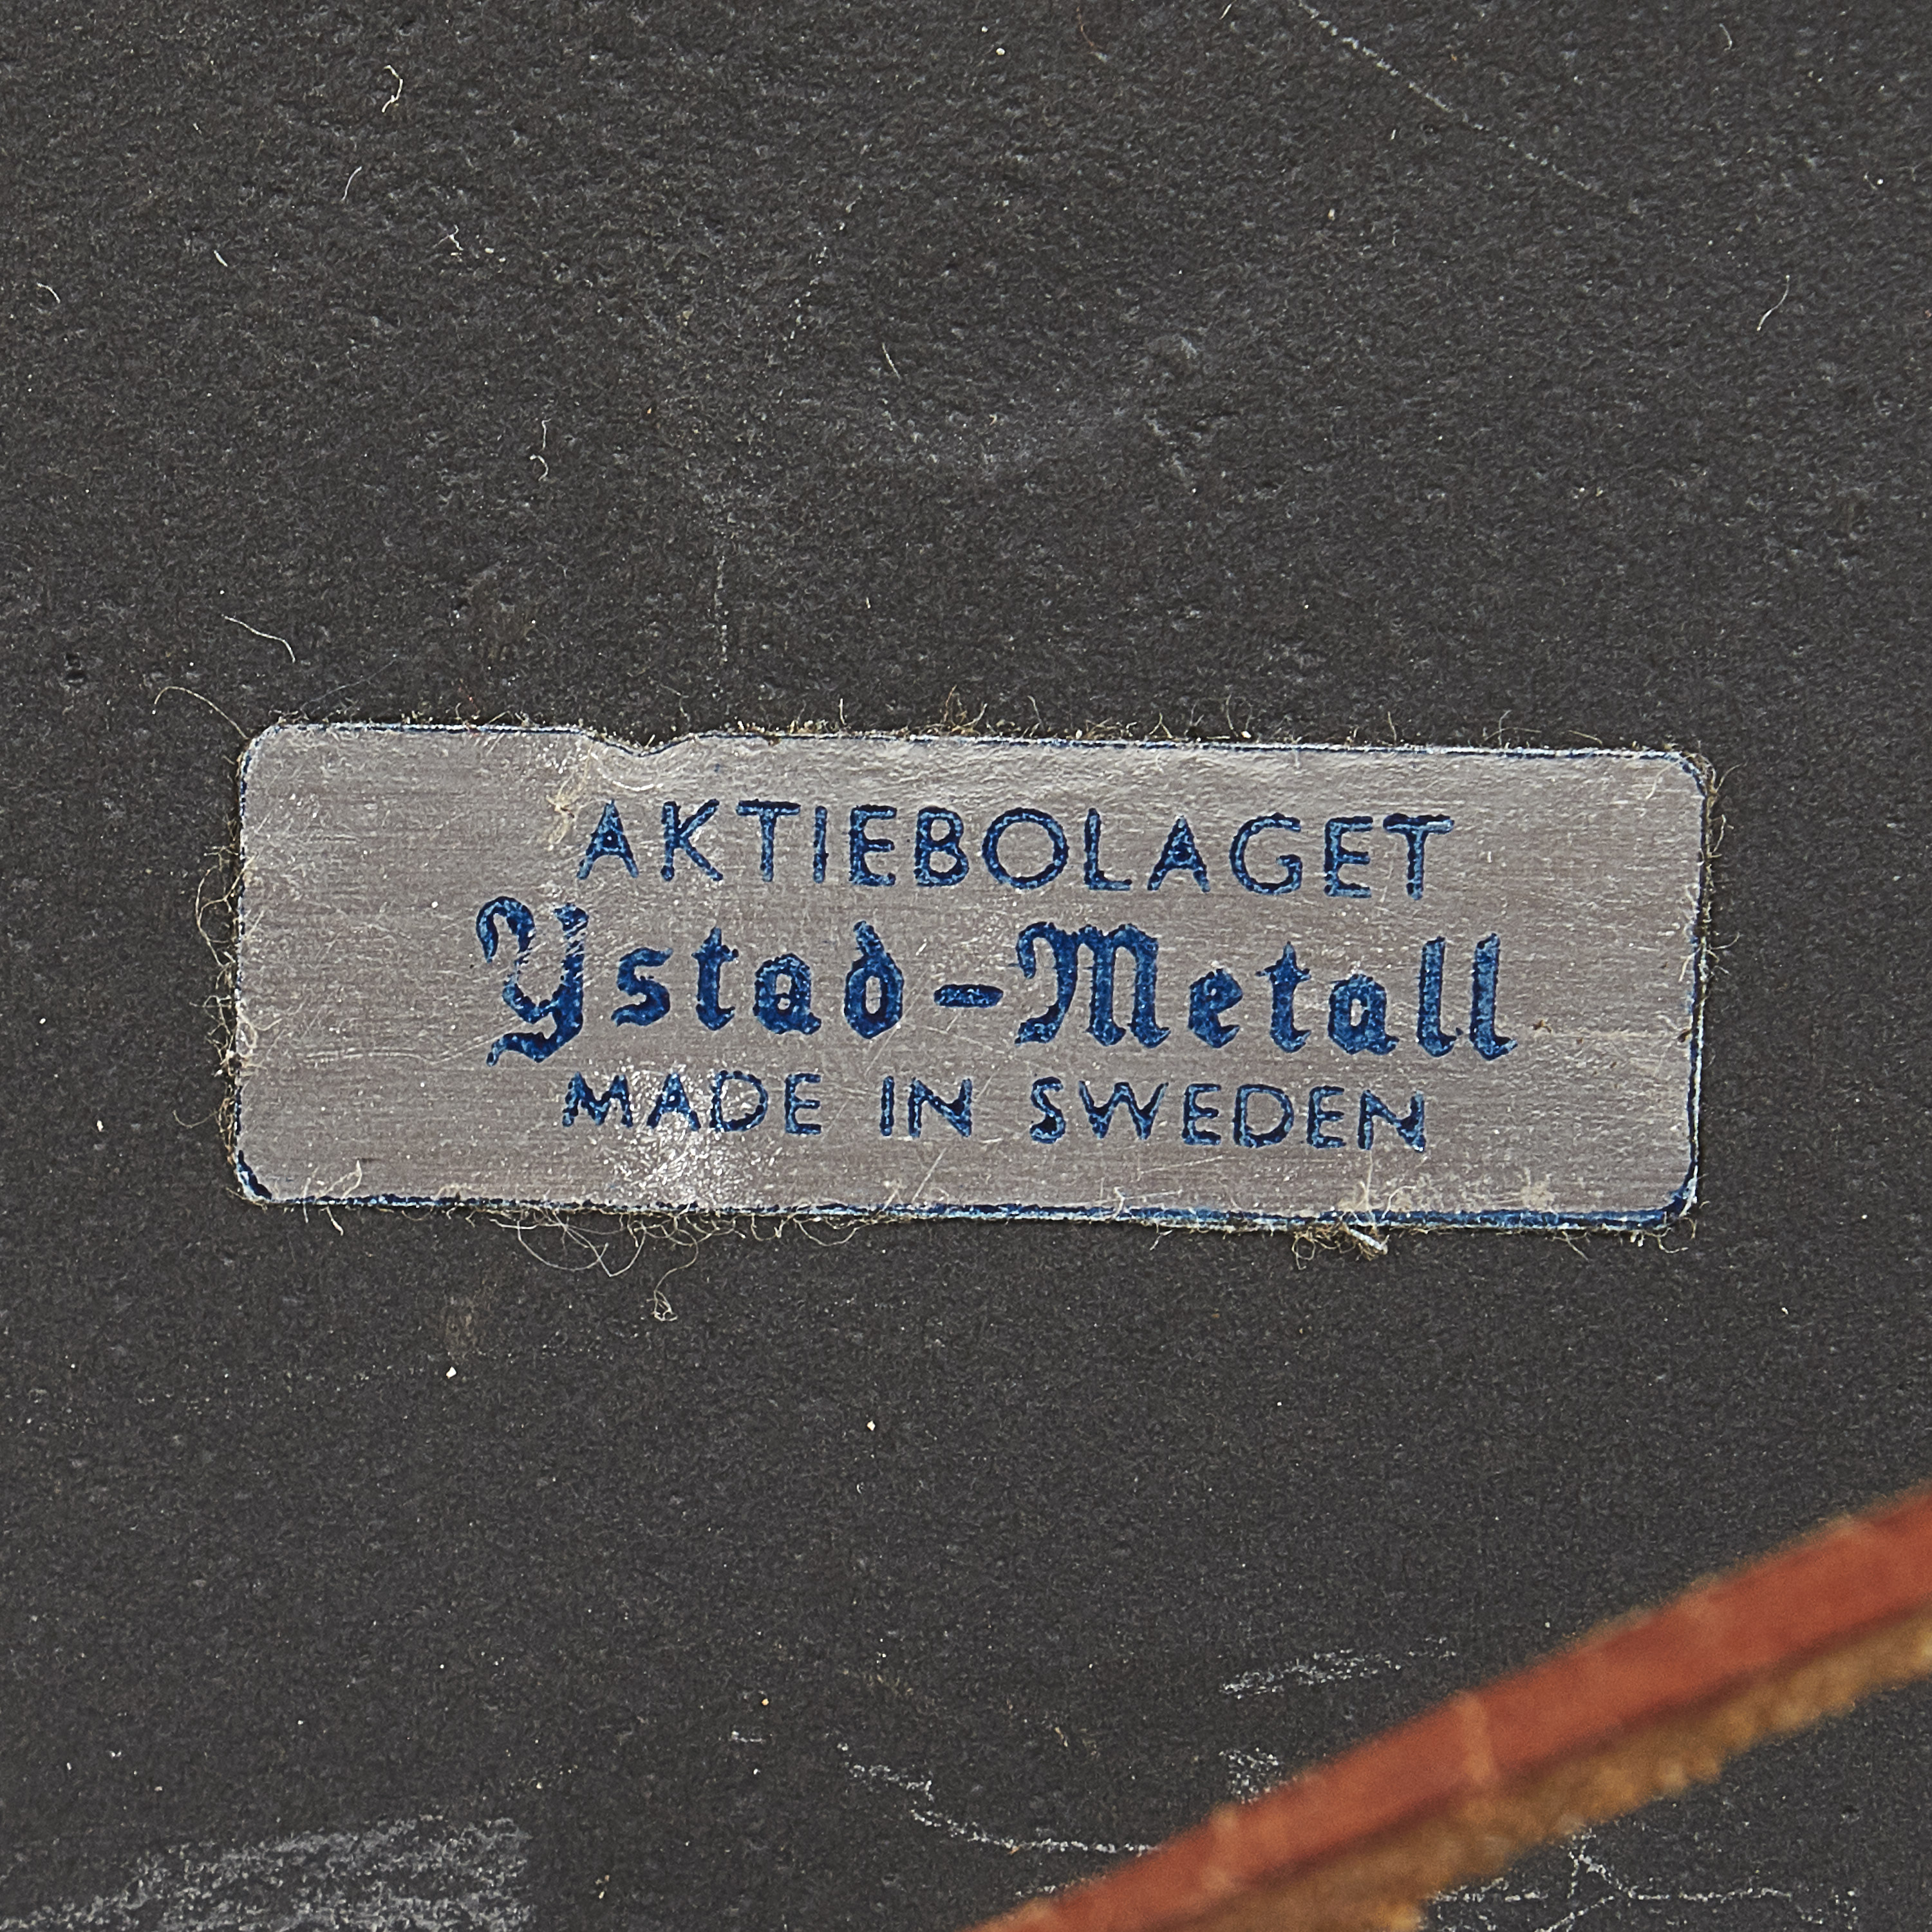 AKTIEBOLAGET
Ystad-Metall
MADE IN SWEDEN